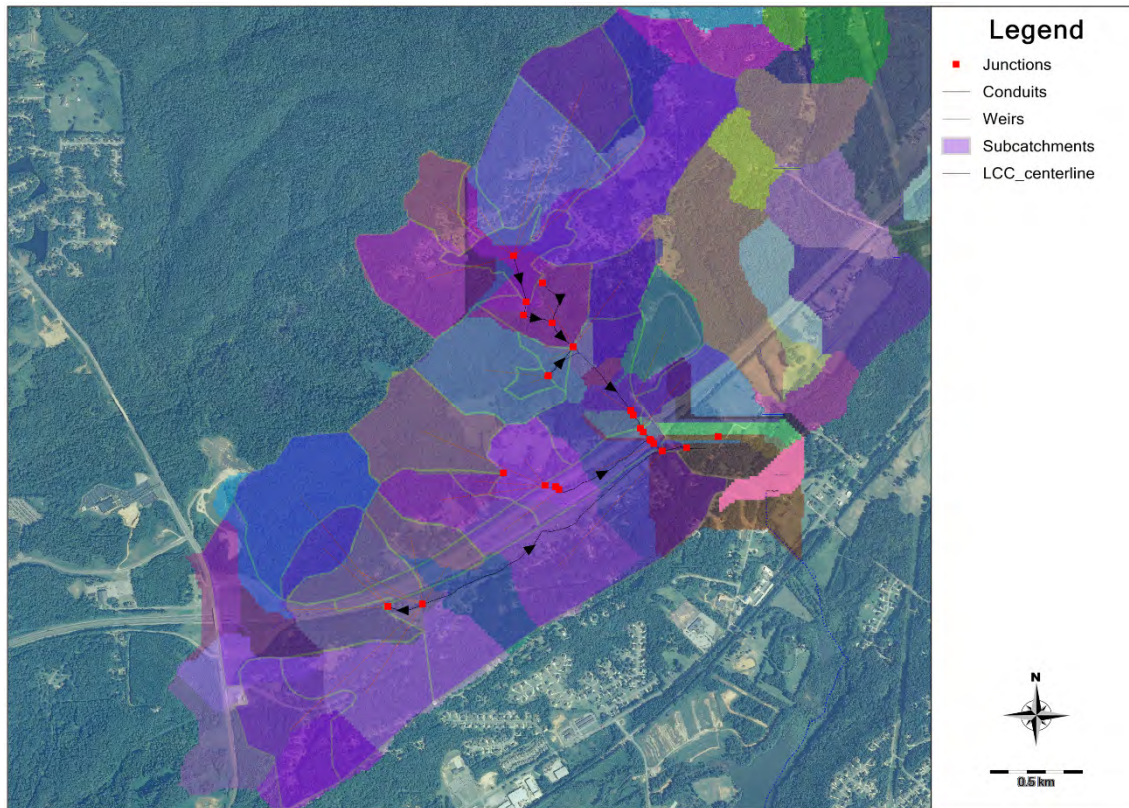 Legend
Junctions
Conduits
Weirs
Subcatchments
LCC_centerline
N
0.5 km